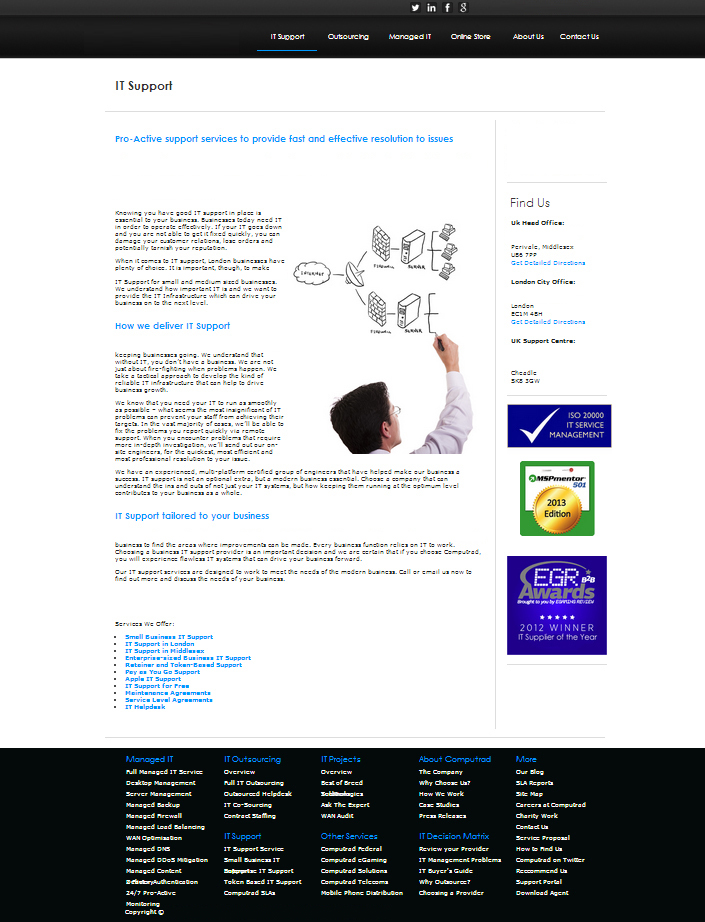 IT Support
Outsourcing
Managed IT
Online Store
About Us
Contact Us
IT Support
Pro-Active support services to provide fast and effective resolution to issues
Knowing you have good IT support in place is
essential to your business. Businesses today need IT
in order to operate effectively. If your IT goes down
and you are not able to get it fixed quickly, you can
damage your customer relations, lose orders and
potentially tarnish your reputation.
When it comes to IT support, London businesses have
plenty of choice. It is important, though, to make
IT Support for small and medium sized businesses.
We understand how important IT is and we want to
provide the IT Infrastructure which can drive your
business on to the next level.
INTERNET
FIREWALL
SERVER
FIREWALL
SERVER
How we deliver IT Support
keeping businesses going. We understand that
without IT, you don't have a business. We are not
just about fire-fighting when problems happen. We
take a tactical approach to develop the kind of
reliable IT infrastructure that can help to drive
business growth.
We know that you need your IT to run as smoothly
as possible – what seems the most insignificant of IT
problems can prevent your staff from achieving their
targets. In the vast majority of cases, we'll be able to
fix the problems you report quickly via remote
support. When you encounter problems that require
more in-depth investigation, we'll send out our on-
site engineers, for the quickest, most efficient and
most professional resolution to your issue.
We have an experienced, multi-platform certified group of engineers that have helped make our business a
success. IT support is not an optional extra, but a modern business essential. Choose a company that can
understand the ins and outs of not just your IT systems, but how keeping them running at the optimum level
contributes to your business as a whole.
IT Support tailored to your business
business to find the areas where improvements can be made. Every business function relies on IT to work.
Choosing a business IT support provider is an important decision and we are certain that if you choose Computrad,
you will experience flawless IT systems that can drive your business forward.
Our IT support services are designed to work to meet the needs of the modern business. Call or email us now to
find out more and discuss the needs of your business.
Services We Offer:
Small Business IT Support
IT Support in London
IT Support in Middlesex
Enterprise-sized Business IT Support
Retainer and Token-Based Support
Pay as You Go Support
Apple IT Support
IT Support for Free
Maintenance Agreements
Service Level Agreements
IT Helpdesk
Find Us
Uk Head Office:
Perivale, Middlesex
UB6 7PP
Get Detailed Directions
London City Office:
London
EC1M 4BH
Get Detailed Directions
UK Support Centre:
Cheadle
SK8 3GW
ISO 20000
IT SERVICE
MANAGEMENT
MSPmentor
501
2013
Edition
EGR B2B
Awards
Brought to you by EGAMING REVIEW
2012 WINNER
IT Supplier of the Year
Managed IT
Full Managed IT Service
Desktop Management
Server Management
Managed Backup
Managed Firewall
Managed Load Balancing
WAN Optimisation
Managed DNS
Managed DDoS Mitigation
Managed Content
2-Factor Authentication
24/7 Pro-Active
Monitoring
Copyright ©
IT Outsourcing
Overview
Full IT Outsourcing
Outsourced Helpdesk
IT Co-Sourcing
Contract Staffing
IT Support
IT Support Service
Small Business IT
Enterprise IT Support
Token Based IT Support
Computrad SLAs
IT Projects
Overview
Best of Breed
Ask The Expert
WAN Audit
Other Services
Computrad Federal
Computrad eGaming
Computrad Solutions
Computrad Telecoms
Mobile Phone Distribution
About Computrad
The Company
Why Choose Us?
How We Work
Case Studies
Press Releases
IT Decision Matrix
Review your Provider
IT Management Problems
IT Buyer's Guide
Why Outsource?
Choosing a Provider
More
Our Blog
SLA Reports
Site Map
Careers at Computrad
Charity Work
Contact Us
Service Proposal
How to Find Us
Computrad on Twitter
Reccommend Us
Support Portal
Download Agent